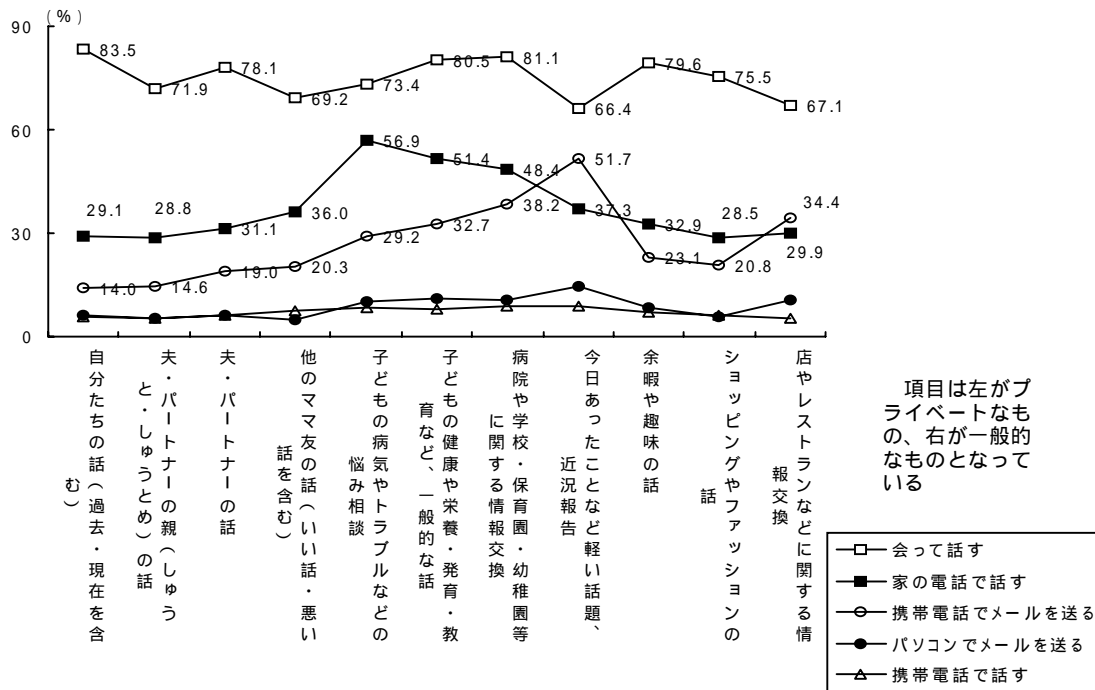 (%)
90
60
30
0
83.5
71.9
78.1
69.2
73.4
80.5
81.1
66.4
79.6
75.5
67.1
29.1
28.8
31.1
36.0
56.9
51.4
48.4
37.3
32.9
28.5
29.9
14.0
14.6
19.0
20.3
29.2
32.7
38.2
51.7
23.1
20.8
34.4
自分たちの話(過去・現在を含
む)
夫・パートナーの親(しゅう
と・しゅうとめ)の話
夫・パートナーの話
他のママ友の話(いい話・悪い
話を含む)
子どもの病気やトラブルなどの
悩み相談
子どもの健康や栄養・発育・教
育など、一般的な話
病院や学校・保育園・幼稚園等
に関する情報交換
今日あったことなど軽い話題、
近況報告
余暇や趣味の話
ショッピングやファッションの
話
店やレストランなどに関する情
報交換
項目は左がプ
ライベートなも
の、右が一般的
なものとなって
いる
会って話す
家の電話で話す
携帯電話でメールを送る
パソコンでメールを送る
携帯電話で話す